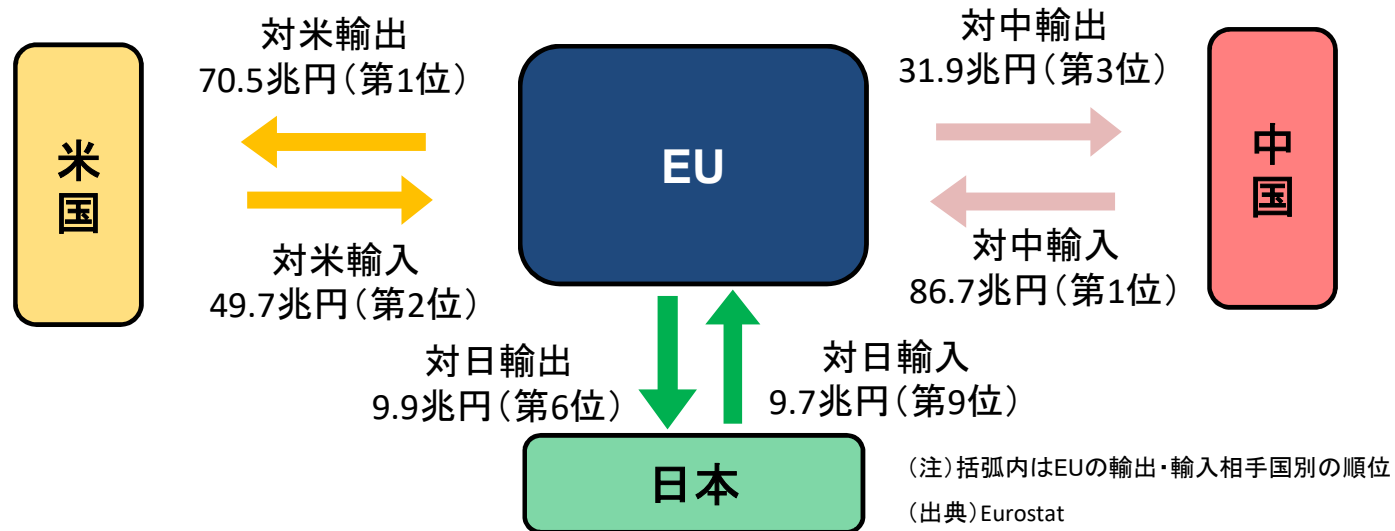 対米輸出
70.5兆円（第1位）
対中輸出
31.9兆円（第3位）
米国
EU
中国
対米輸入
49.7兆円（第2位）
対中輸入
86.7兆円（第1位）
対日輸出
9.9兆円（第6位）
対日輸入
9.7兆円（第9位）
日本
（注）括弧内はEUの輸出・輸入相手国別の順位
（出典）Eurostat